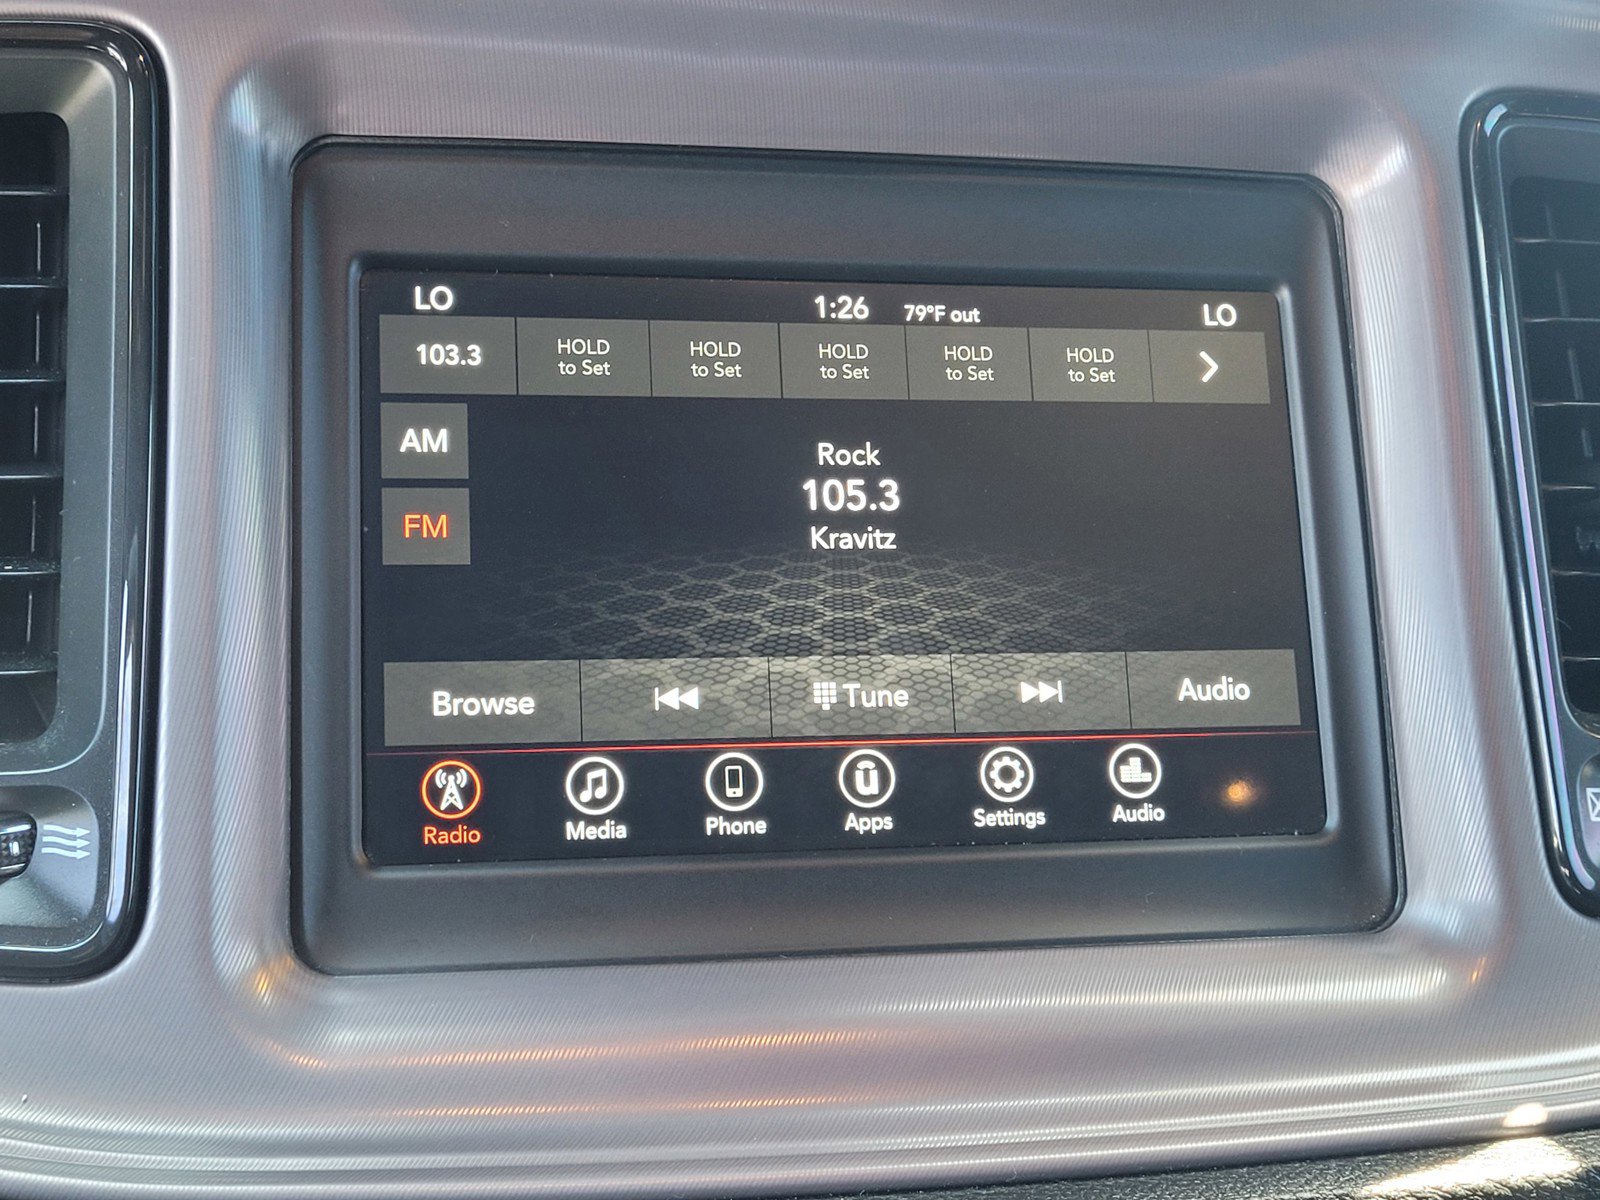 LO 1:26 79°F out LO
103.3 HOLD to Set HOLD to Set HOLD to Set HOLD to Set HOLD to Set
AM
FM
Rock
105.3
Kravitz
Browse Tune Audio
Radio Media Phone Apps Settings Audio